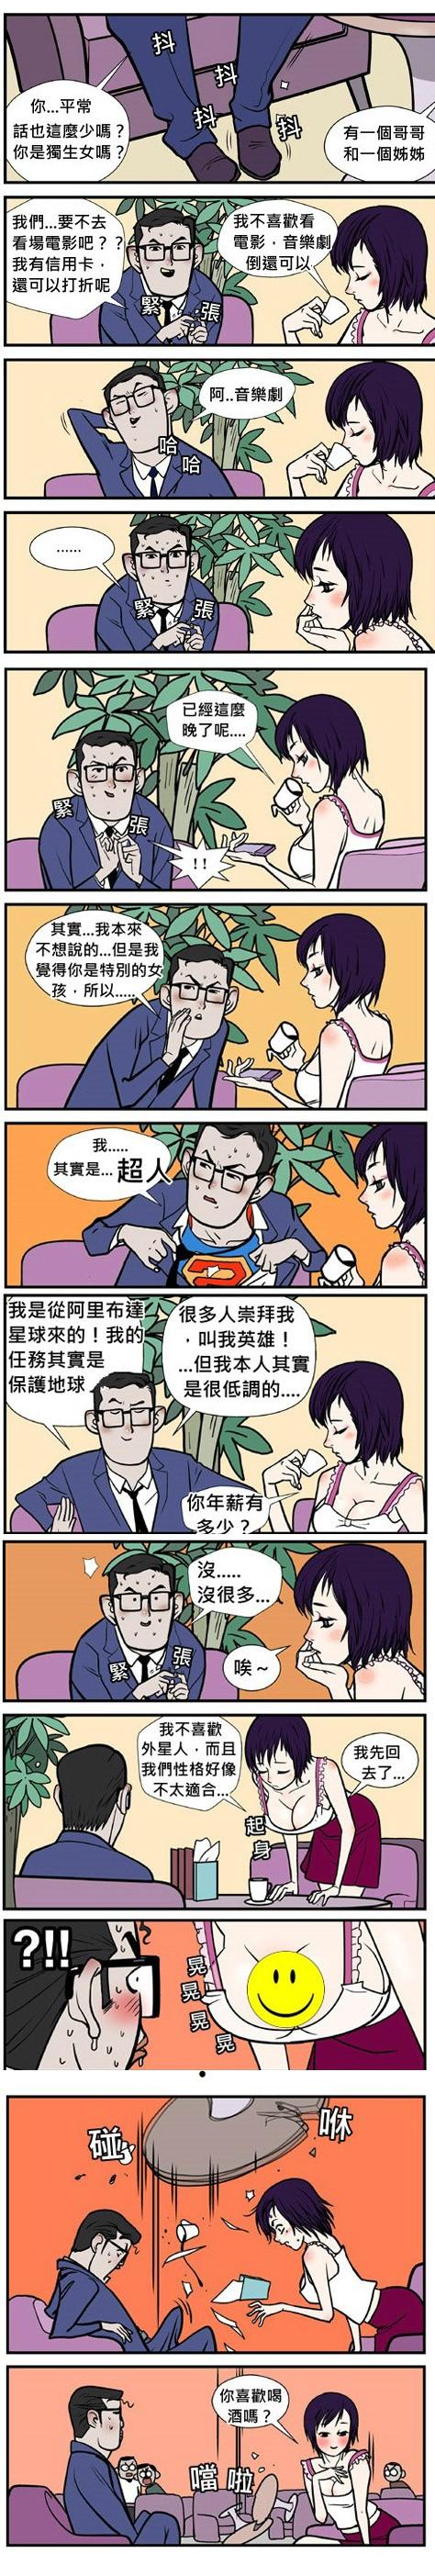 抖
抖
抖
你...平常
話也這麼少嗎？
你是獨生女嗎？
有一個哥哥
和一個姊姊
我們...要不去
看場電影吧？？
我有信用卡，
還可以打折呢
我不喜歡看
電影，音樂劇
倒還可以
緊張
阿..音樂劇
哈
哈
......
緊張
已經這麼
晚了呢....
緊張
!!
其實...我本來
不想說的...但是我
覺得你是特別的女
孩，所以.....
我.....
其實是... 超人
我是從阿里布達
星球來的！我的
任務其實是
保護地球
很多人崇拜我
，叫我英雄！
...但我本人其實
是很低調的....
你年薪有
多少？
沒.....
沒很多...
緊張
唉～
我不喜歡
外星人，而且
我們性格好像
不太適合...
我先回
去了...
起身
?!!
晃
晃
晃
晃
碰
咻
你喜歡喝
酒嗎？
噹啦